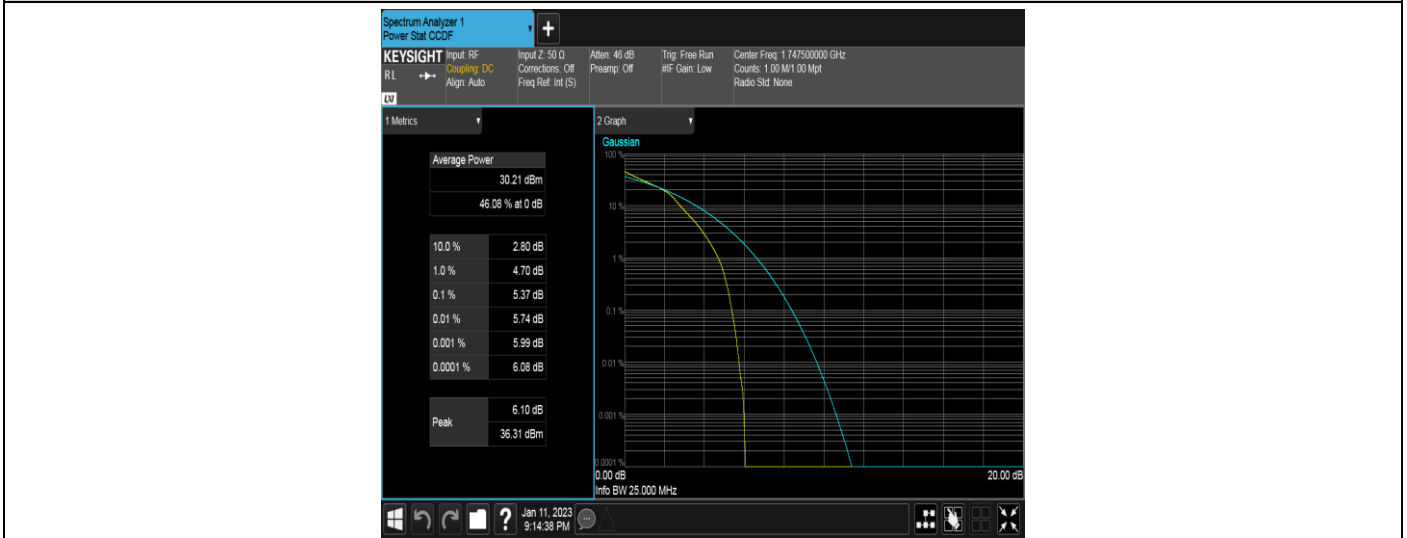 Spectrum Analyzer 1
Power Stat CCDF
+
KEYSIGHT Input: RF Input Z: 50 Ω Atten: 46 dB Trig: Free Run Center Freq: 1.747500000 GHz
RL Coupling: DC Corrections: Off Preamp: Off #IF Gain: Low Counts: 1.00 M/1.00 Mpt
Align: Auto Freq Ref: Int (S) Radio Std: None
LXI
1 Metrics
Average Power
30.21 dBm
46.08 % at 0 dB
10.0 % 2.80 dB
1.0 % 4.70 dB
0.1 % 5.37 dB
0.01 % 5.74 dB
0.001 % 5.99 dB
0.0001 % 6.08 dB
Peak 6.10 dB
36.31 dBm
2 Graph
Gaussian
100 %
10 %
1 %
0.1 %
0.01 %
0.001 %
0.0001 %
0.00 dB 20.00 dB
Info BW 25.000 MHz
? Jan 11, 2023
9:14:38 PM